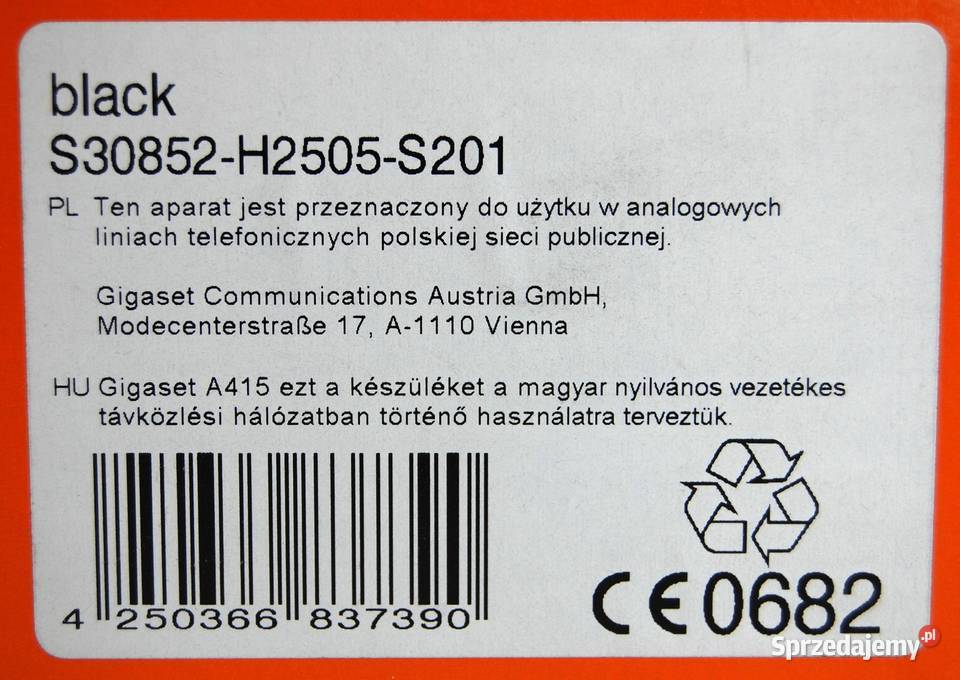 black
S30852-H2505-S201
PL Ten aparat jest przeznaczony do użytku w analogowych
liniach telefonicznych polskiej sieci publicznej.
Gigaset Communications Austria GmbH,
Modecenterstraße 17, A-1110 Vienna
HU Gigaset A415 ezt a készüléket a magyar nyilvános vezetékes
távközlési hálózatban történő használatra terveztük.
4 250366 837390
CE0682
Sprzedajemy.pl